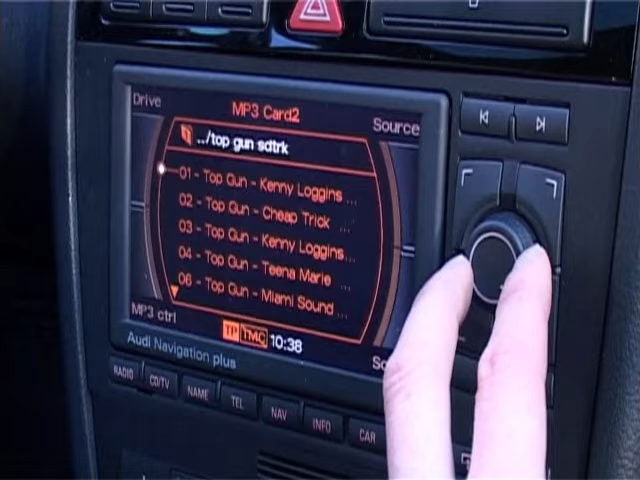 Drive
MP3 Card2
Source
../top gun sdtrk
01 - Top Gun - Kenny Loggins ...
02 - Top Gun - Cheap Trick ...
03 - Top Gun - Kenny Loggins...
04 - Top Gun - Teena Marie ...
06 - Top Gun - Miami Sound ...
MP3 ctrl
TP TMC 10:38
Audi Navigation plus
RADIO CD/TV NAME TEL NAV INFO CAR